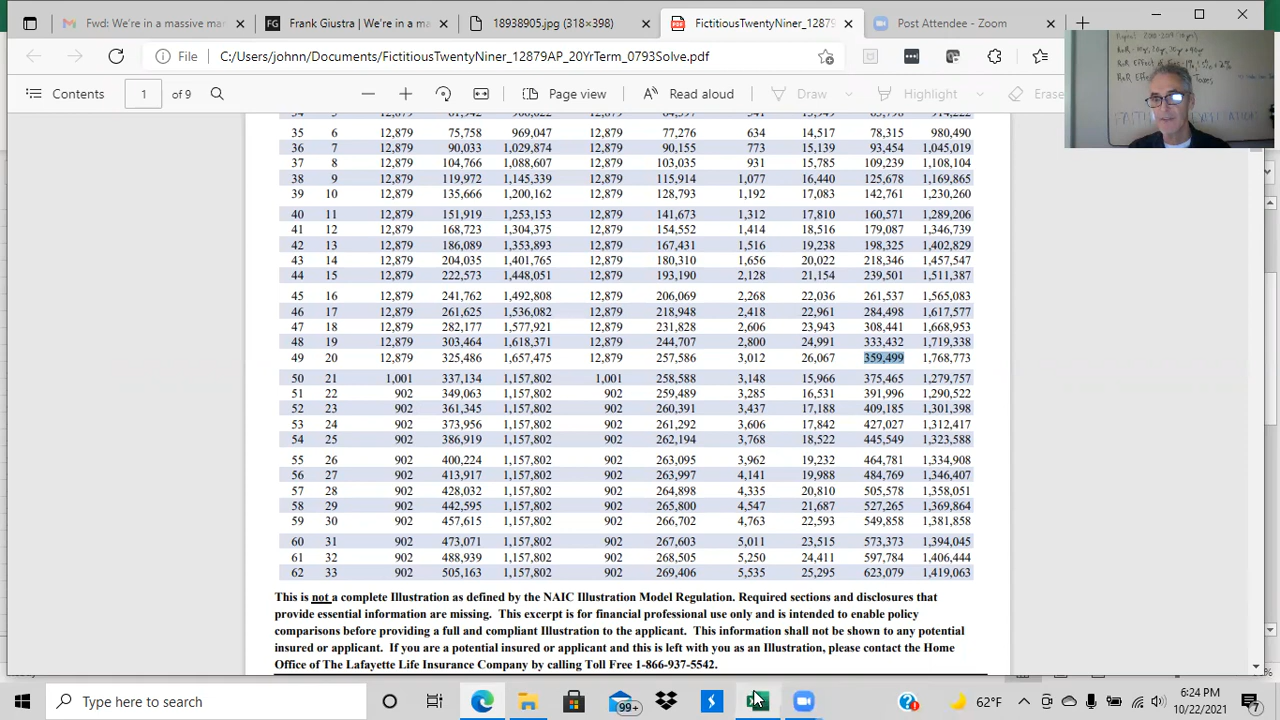 Fwd: We're in a massive mar
Frank Giustra | We're in a ma
18938905.jpg (318×598)
FictitiousTwentyNiner_12879
Post Attendee - Zoom
File
C:/Users/johnn/Documents/FictitiousTwentyNiner_12879AP_20YrTerm_0793Solve.pdf
Contents
1
of 9
Page view
Read aloud
Draw
Highlight
Erase
35 6 12,879 75,758 969,047 12,879 77,276 634 14,517 78,315 980,490
36 7 12,879 90,033 1,029,874 12,879 90,155 773 15,139 93,454 1,045,019
37 8 12,879 104,766 1,088,607 12,879 103,035 931 15,785 109,239 1,108,104
38 9 12,879 119,972 1,145,339 12,879 115,914 1,077 16,440 125,678 1,169,865
39 10 12,879 135,666 1,200,162 12,879 128,793 1,192 17,083 142,761 1,230,260
40 11 12,879 151,919 1,253,153 12,879 141,673 1,312 17,810 160,571 1,289,206
41 12 12,879 168,723 1,304,375 12,879 154,552 1,414 18,516 179,087 1,346,739
42 13 12,879 186,089 1,353,893 12,879 167,431 1,516 19,238 198,325 1,402,829
43 14 12,879 204,035 1,401,765 12,879 180,310 1,656 20,022 218,346 1,457,547
44 15 12,879 222,573 1,448,051 12,879 193,190 2,128 21,154 239,501 1,511,387
45 16 12,879 241,762 1,492,808 12,879 206,069 2,268 22,036 261,537 1,565,083
46 17 12,879 261,625 1,536,082 12,879 218,948 2,418 22,961 284,498 1,617,577
47 18 12,879 282,177 1,577,921 12,879 231,828 2,606 23,943 308,441 1,668,953
48 19 12,879 303,464 1,618,371 12,879 244,707 2,800 24,991 333,432 1,719,338
49 20 12,879 325,486 1,657,475 12,879 257,586 3,012 26,067 359,499 1,768,773
50 21 1,001 337,134 1,157,802 1,001 258,588 3,148 15,966 375,465 1,279,757
51 22 902 349,063 1,157,802 902 259,489 3,285 16,531 391,996 1,290,522
52 23 902 361,345 1,157,802 902 260,391 3,437 17,188 409,185 1,301,398
53 24 902 373,956 1,157,802 902 261,292 3,606 17,842 427,027 1,312,417
54 25 902 386,919 1,157,802 902 262,194 3,768 18,522 445,549 1,323,588
55 26 902 400,224 1,157,802 902 263,095 3,962 19,232 464,781 1,334,908
56 27 902 413,917 1,157,802 902 263,997 4,141 19,988 484,769 1,346,407
57 28 902 428,032 1,157,802 902 264,898 4,335 20,810 505,578 1,358,051
58 29 902 442,595 1,157,802 902 265,800 4,547 21,687 527,265 1,369,864
59 30 902 457,615 1,157,802 902 266,702 4,763 22,593 549,858 1,381,858
60 31 902 473,071 1,157,802 902 267,603 5,011 23,515 573,373 1,394,045
61 32 902 488,939 1,157,802 902 268,505 5,250 24,411 597,784 1,406,444
62 33 902 505,163 1,157,802 902 269,406 5,535 25,295 623,079 1,419,063
This is not a complete Illustration as defined by the NAIC Illustration Model Regulation. Required sections and disclosures that
provide essential information are missing. This excerpt is for financial professional use only and is intended to enable policy
comparisons before providing a full and compliant Illustration to the applicant. This information shall not be shown to any potential
insured or applicant. If you are a potential insured or applicant and this is left with you as an Illustration, please contact the Home
Office of The Lafayette Life Insurance Company by calling Toll Free 1-866-937-5542.
Type here to search
99+
62°F
6:24 PM
10/22/2021
7